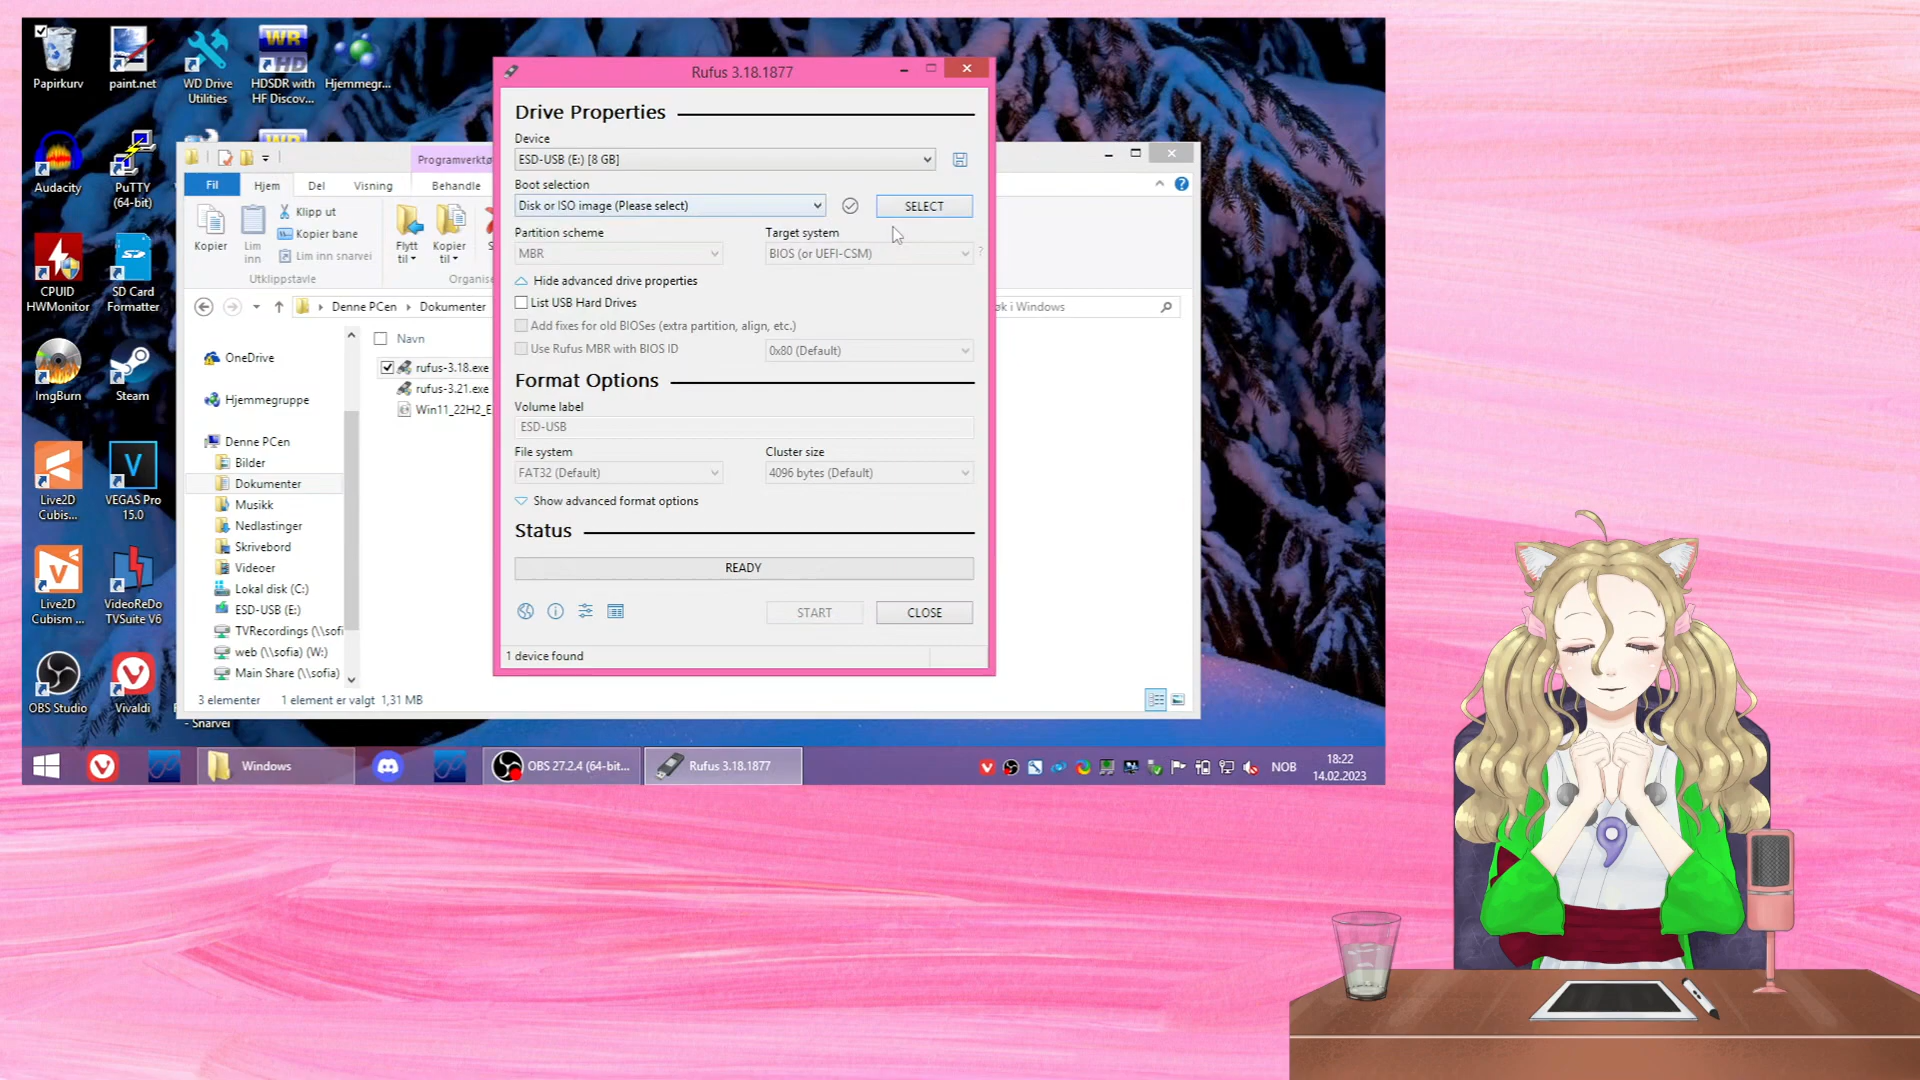 Papirkurv
paint.net
WD Drive
Utilities
WR
HD
HDSDR with
HF Discov...
Hjemmegr...
Audacity
PuTTY
(64-bit)
CPUID
HWMonitor
SD Card
Formatter
ImgBurn
Steam
Live2D
Cubis...
VEGAS Pro
15.0
Live2D
Cubism ...
VideoReDo
TVSuite V6
OBS Studio
Vivaldi
- Snarvei
Programverktø
Fil
Hjem
Del
Visning
Behandle
Kopier
Lim
inn
Klipp ut
Kopier bane
Lim inn snarvei
Utklippstavle
Flytt
til
Kopier
til
Organise
Denne PCen
Dokumenter
øk i Windows
Navn
rufus-3.18.exe
rufus-3.21.exe
Win11_22H2_E
OneDrive
Hjemmegruppe
Denne PCen
Bilder
Dokumenter
Musikk
Nedlastinger
Skrivebord
Videoer
Lokal disk (C:)
ESD-USB (E:)
TVRecordings (\\sofi
web (\\sofia) (W:)
Main Share (\\sofia)
3 elementer
1 element er valgt 1,31 MB
Rufus 3.18.1877
Drive Properties
Device
ESD-USB (E:) [8 GB]
Boot selection
Disk or ISO image (Please select)
SELECT
Partition scheme
Target system
MBR
BIOS (or UEFI-CSM)
?
Hide advanced drive properties
List USB Hard Drives
Add fixes for old BIOSes (extra partition, align, etc.)
Use Rufus MBR with BIOS ID
0x80 (Default)
Format Options
Volume label
ESD-USB
File system
Cluster size
FAT32 (Default)
4096 bytes (Default)
Show advanced format options
Status
READY
START
CLOSE
1 device found
Windows
OBS 27.2.4 (64-bit...
Rufus 3.18.1877
NOB
18:22
14.02.2023